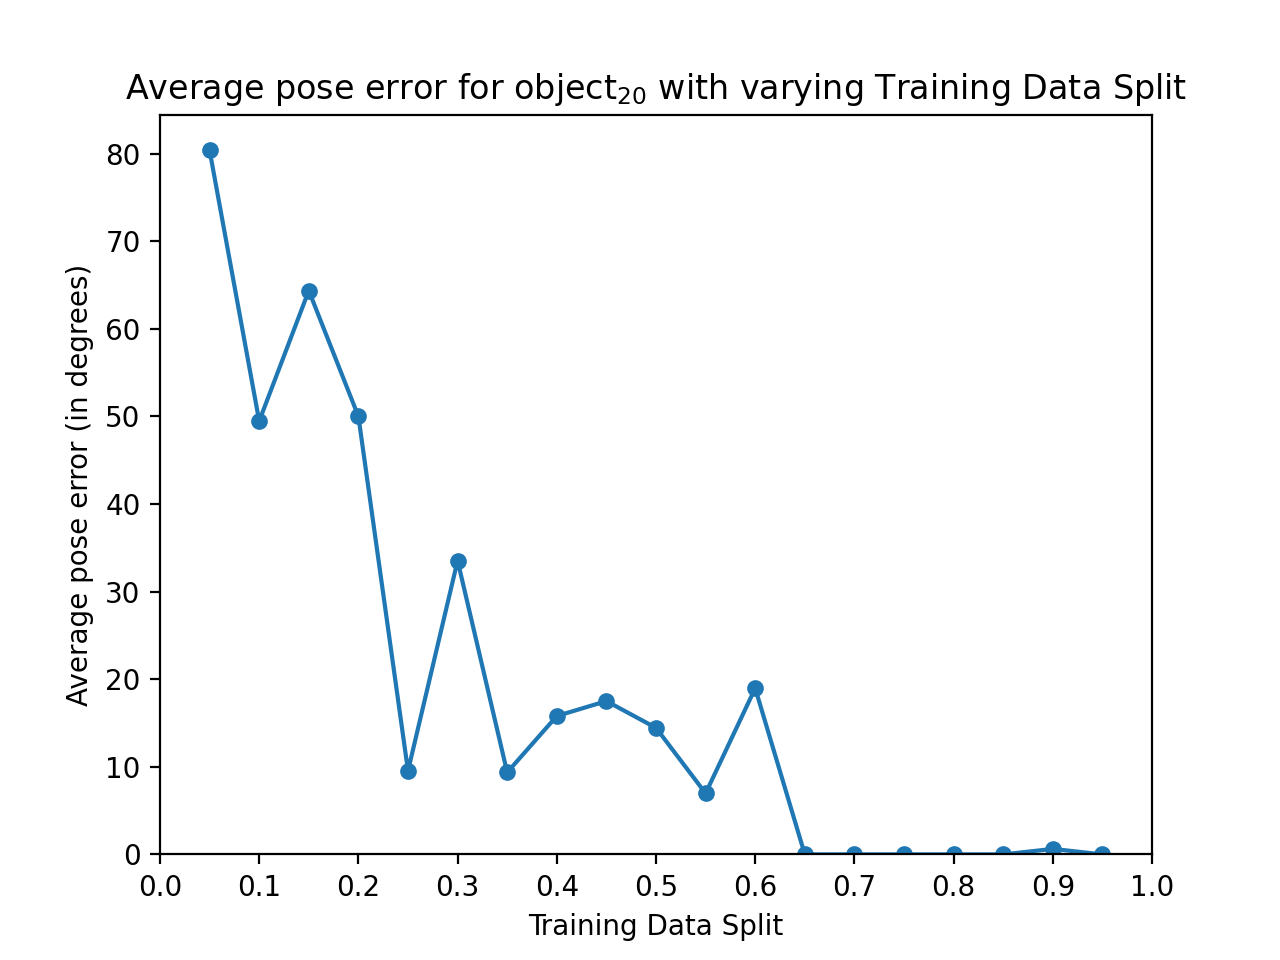 Average pose error for object₂₀ with varying Training Data Split
Average pose error (in degrees)
80
70
60
50
40
30
20
10
0
0.0 0.1 0.2 0.3 0.4 0.5 0.6 0.7 0.8 0.9 1.0
Training Data Split